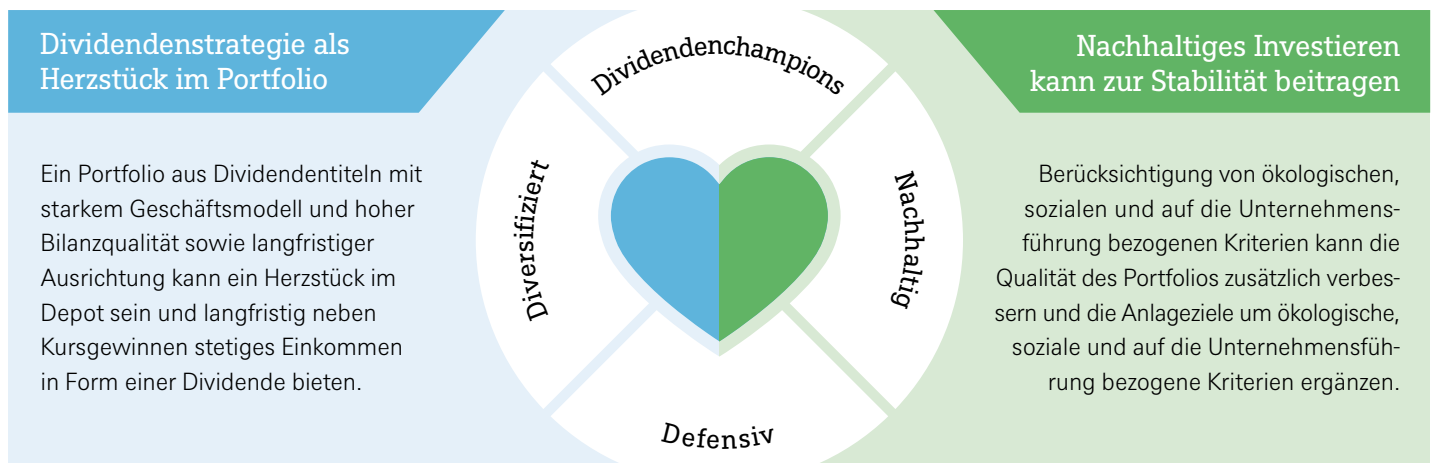 Dividendenstrategie als
Herzstück im Portfolio
Ein Portfolio aus Dividendentiteln mit
starkem Geschäftsmodell und hoher
Bilanzqualität sowie langfristiger
Ausrichtung kann ein Herzstück im
Depot sein und langfristig neben
Kursgewinnen stetiges Einkommen
in Form einer Dividende bieten.
Dividendenchampions
Diversifiziert
Nachhaltig
Defensiv
Nachhaltiges Investieren
kann zur Stabilität beitragen
Berücksichtigung von ökologischen,
sozialen und auf die Unternehmens-
führung bezogenen Kriterien kann die
Qualität des Portfolios zusätzlich verbes-
sern und die Anlageziele um ökologische,
soziale und auf die Unternehmensfüh-
rung bezogene Kriterien ergänzen.